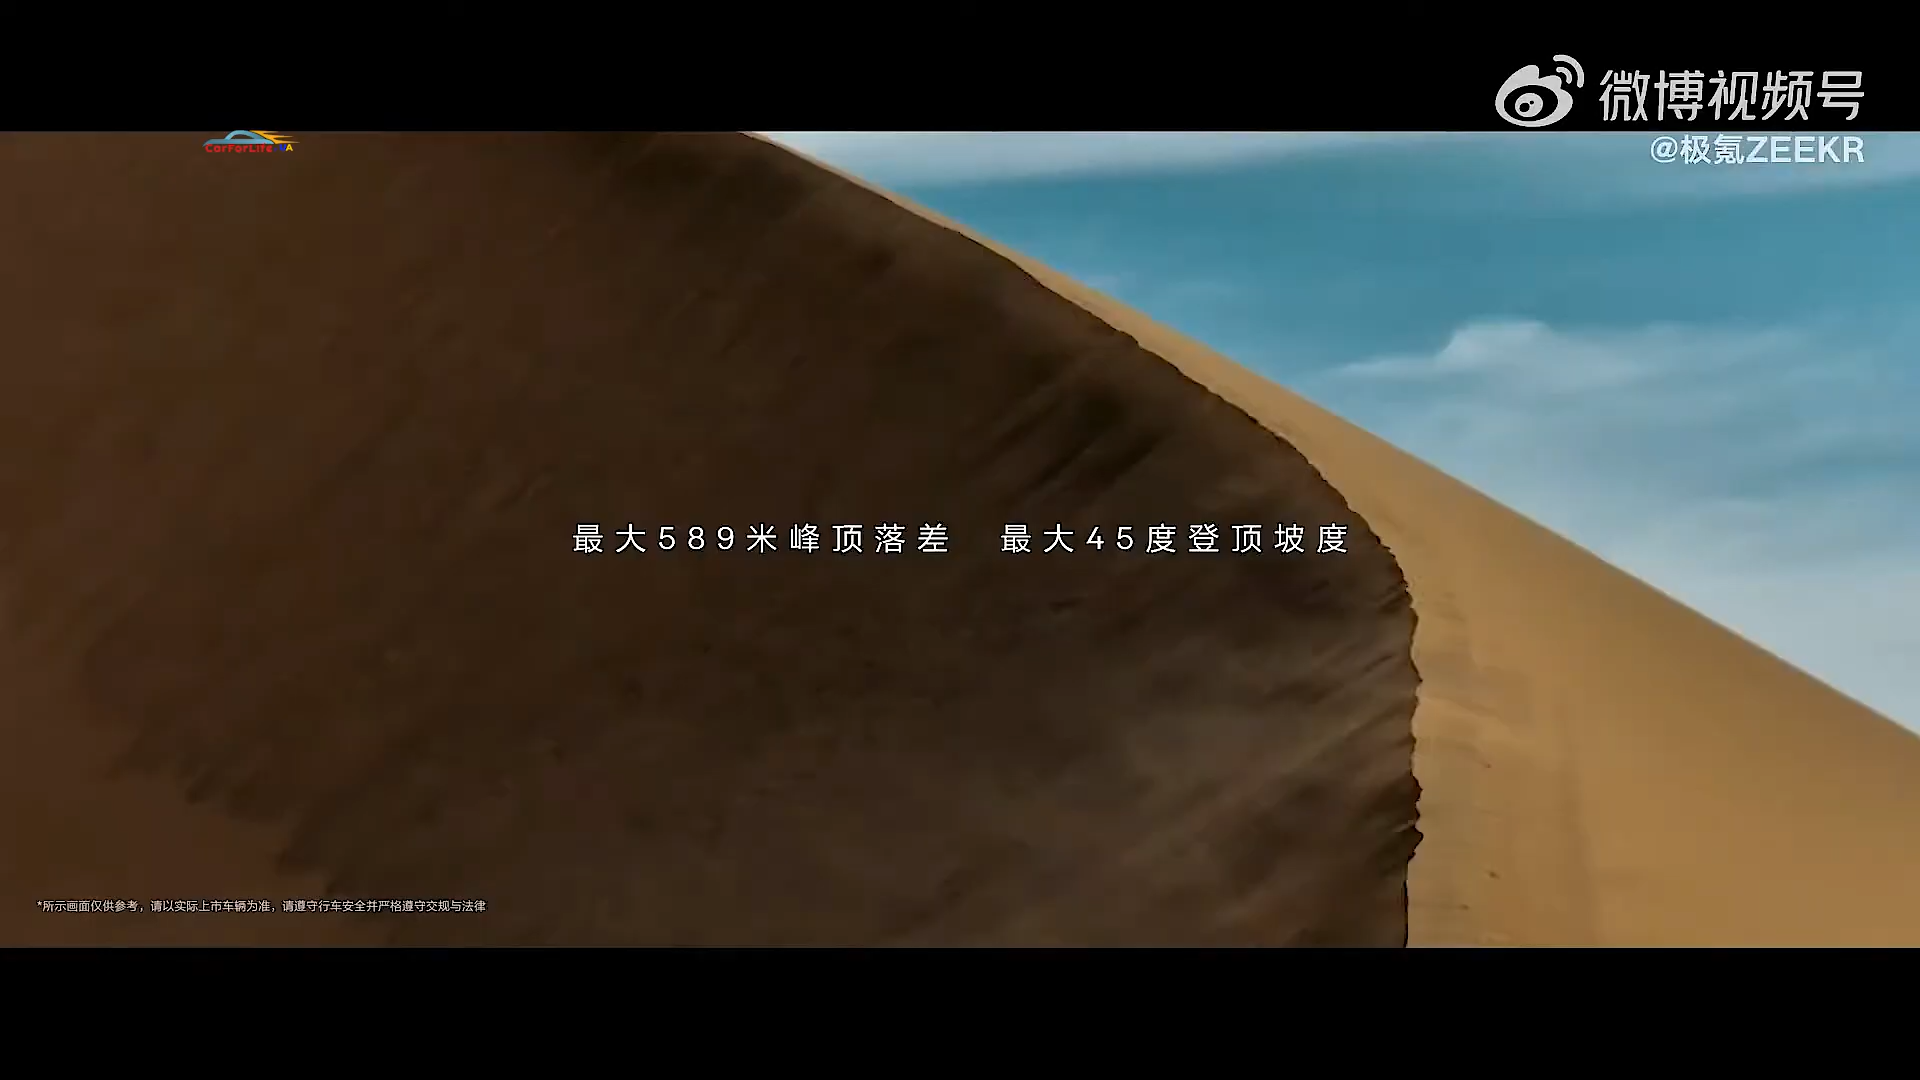 微博视频号
@极氪ZEEKR
CarForLife UA
最大589米峰顶落差 最大45度登顶坡度
*所示画面仅供参考，请以实际上市车辆为准，请遵守行车安全并严格遵守交规与法律